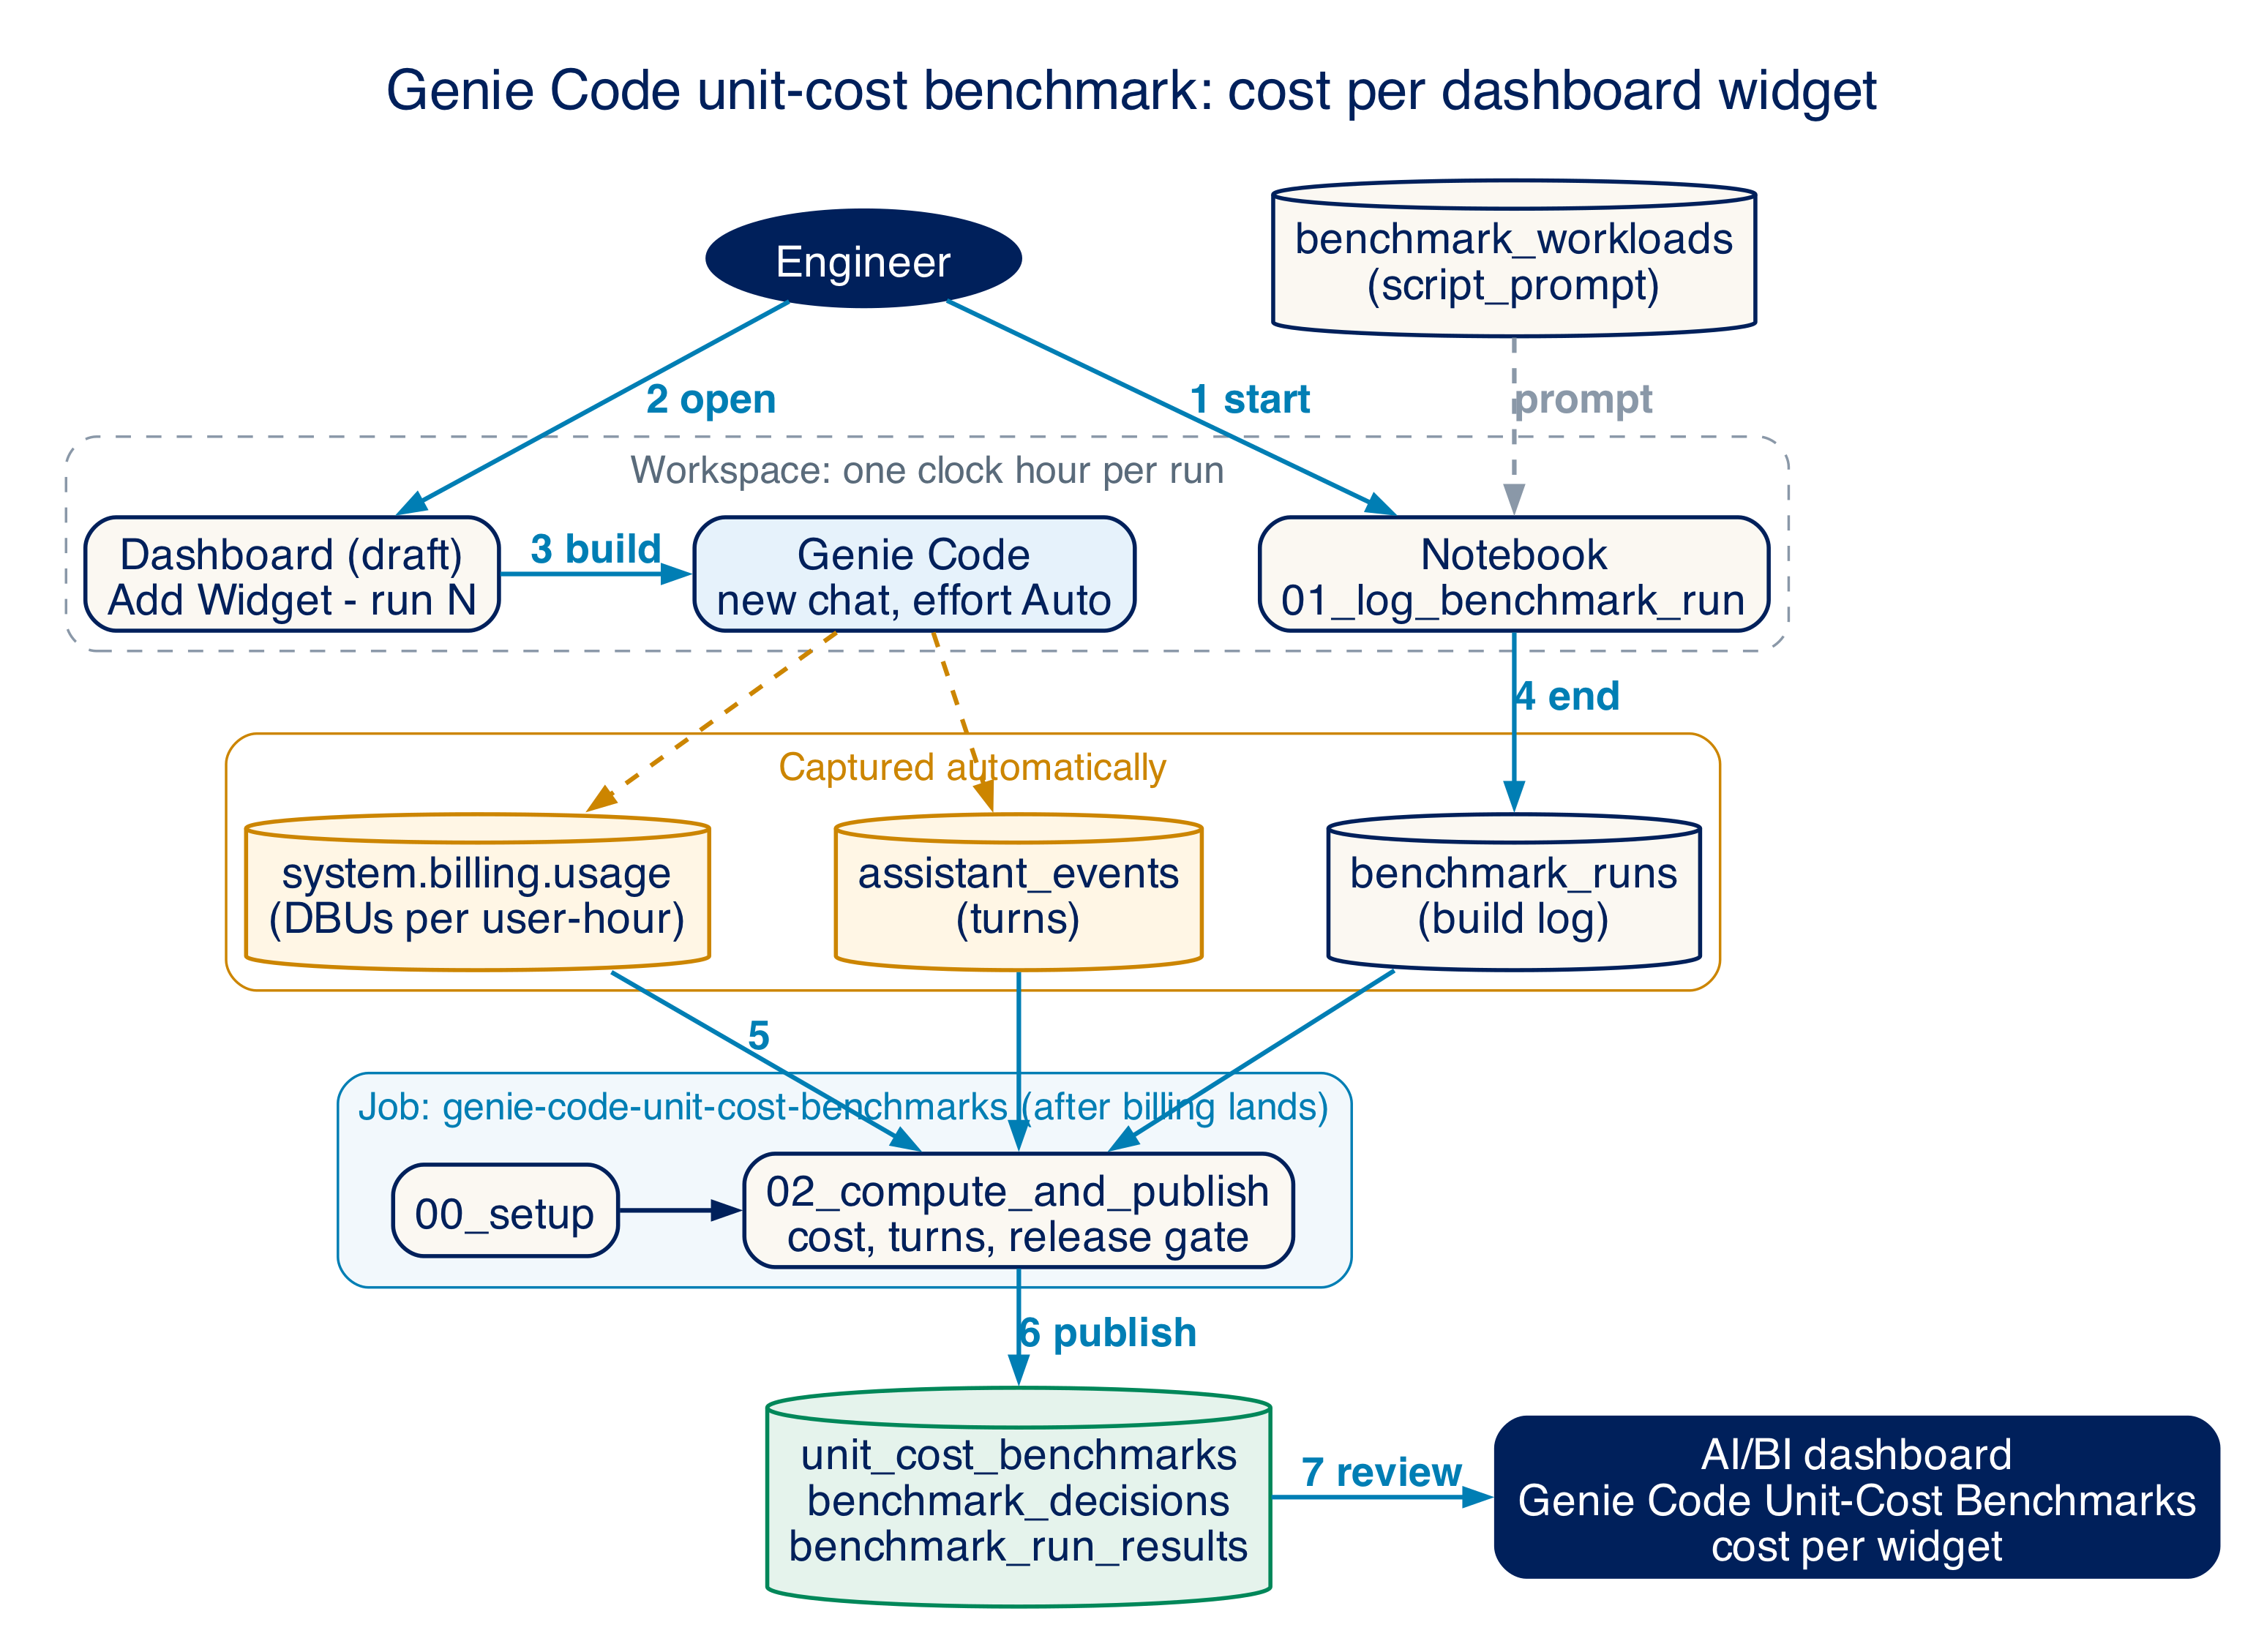 Genie Code unit-cost benchmark: cost per dashboard widget
Engineer
benchmark_workloads
(script_prompt)
2 open
1 start
prompt
Workspace: one clock hour per run
Dashboard (draft)
Add Widget - run N
3 build
Genie Code
new chat, effort Auto
Notebook
01_log_benchmark_run
4 end
Captured automatically
system.billing.usage
(DBUs per user-hour)
assistant_events
(turns)
benchmark_runs
(build log)
5
Job: genie-code-unit-cost-benchmarks (after billing lands)
00_setup
02_compute_and_publish
cost, turns, release gate
6 publish
unit_cost_benchmarks
benchmark_decisions
benchmark_run_results
7 review
AI/BI dashboard
Genie Code Unit-Cost Benchmarks
cost per widget